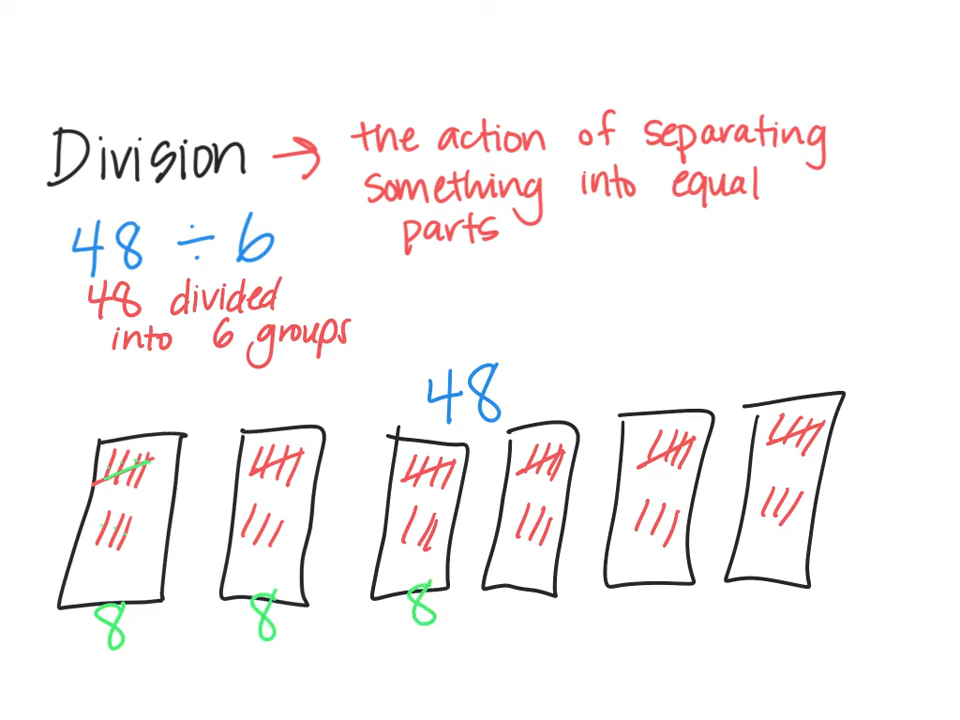 Division → the action of separating
something into equal
parts
48 ÷ 6
48 divided
into 6 groups
48
8 8 8